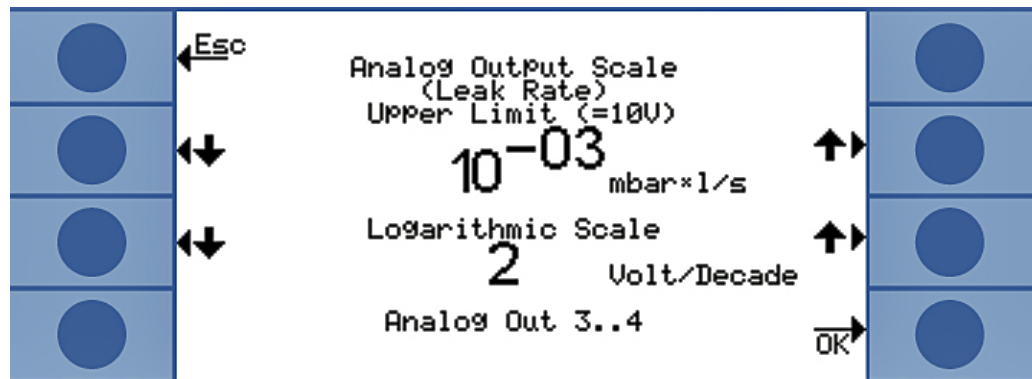 Esc
Analog Output Scale
(Leak Rate)
Upper Limit (=10V)
10⁻⁰³ mbar×l/s
Logarithmic Scale
2 Volt/Decade
Analog Out 3..4
OK